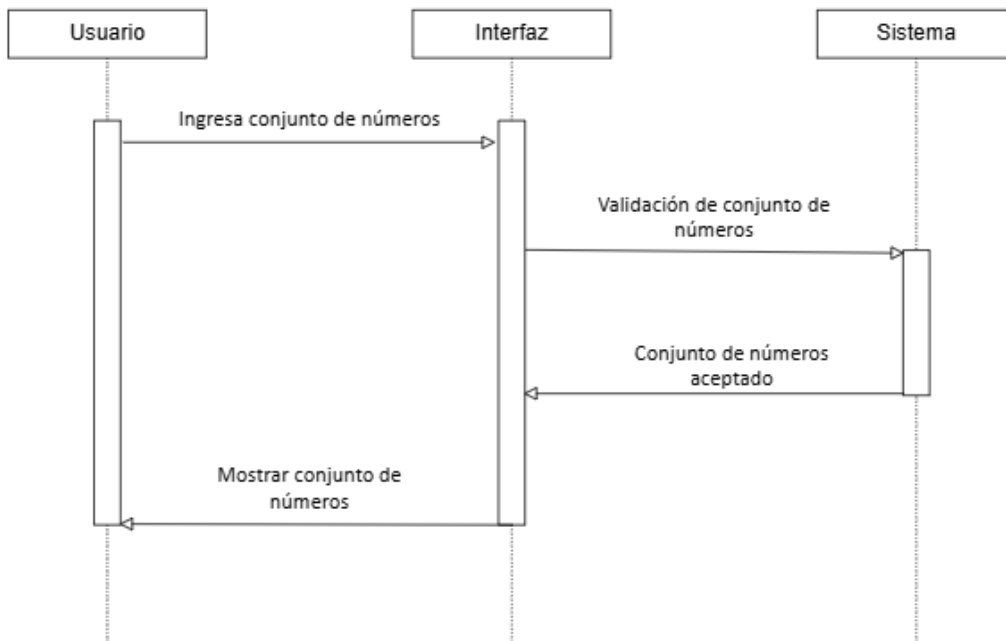 Usuario
Interfaz
Sistema
Ingresa conjunto de números
Validación de conjunto de
números
Conjunto de números
aceptado
Mostrar conjunto de
números